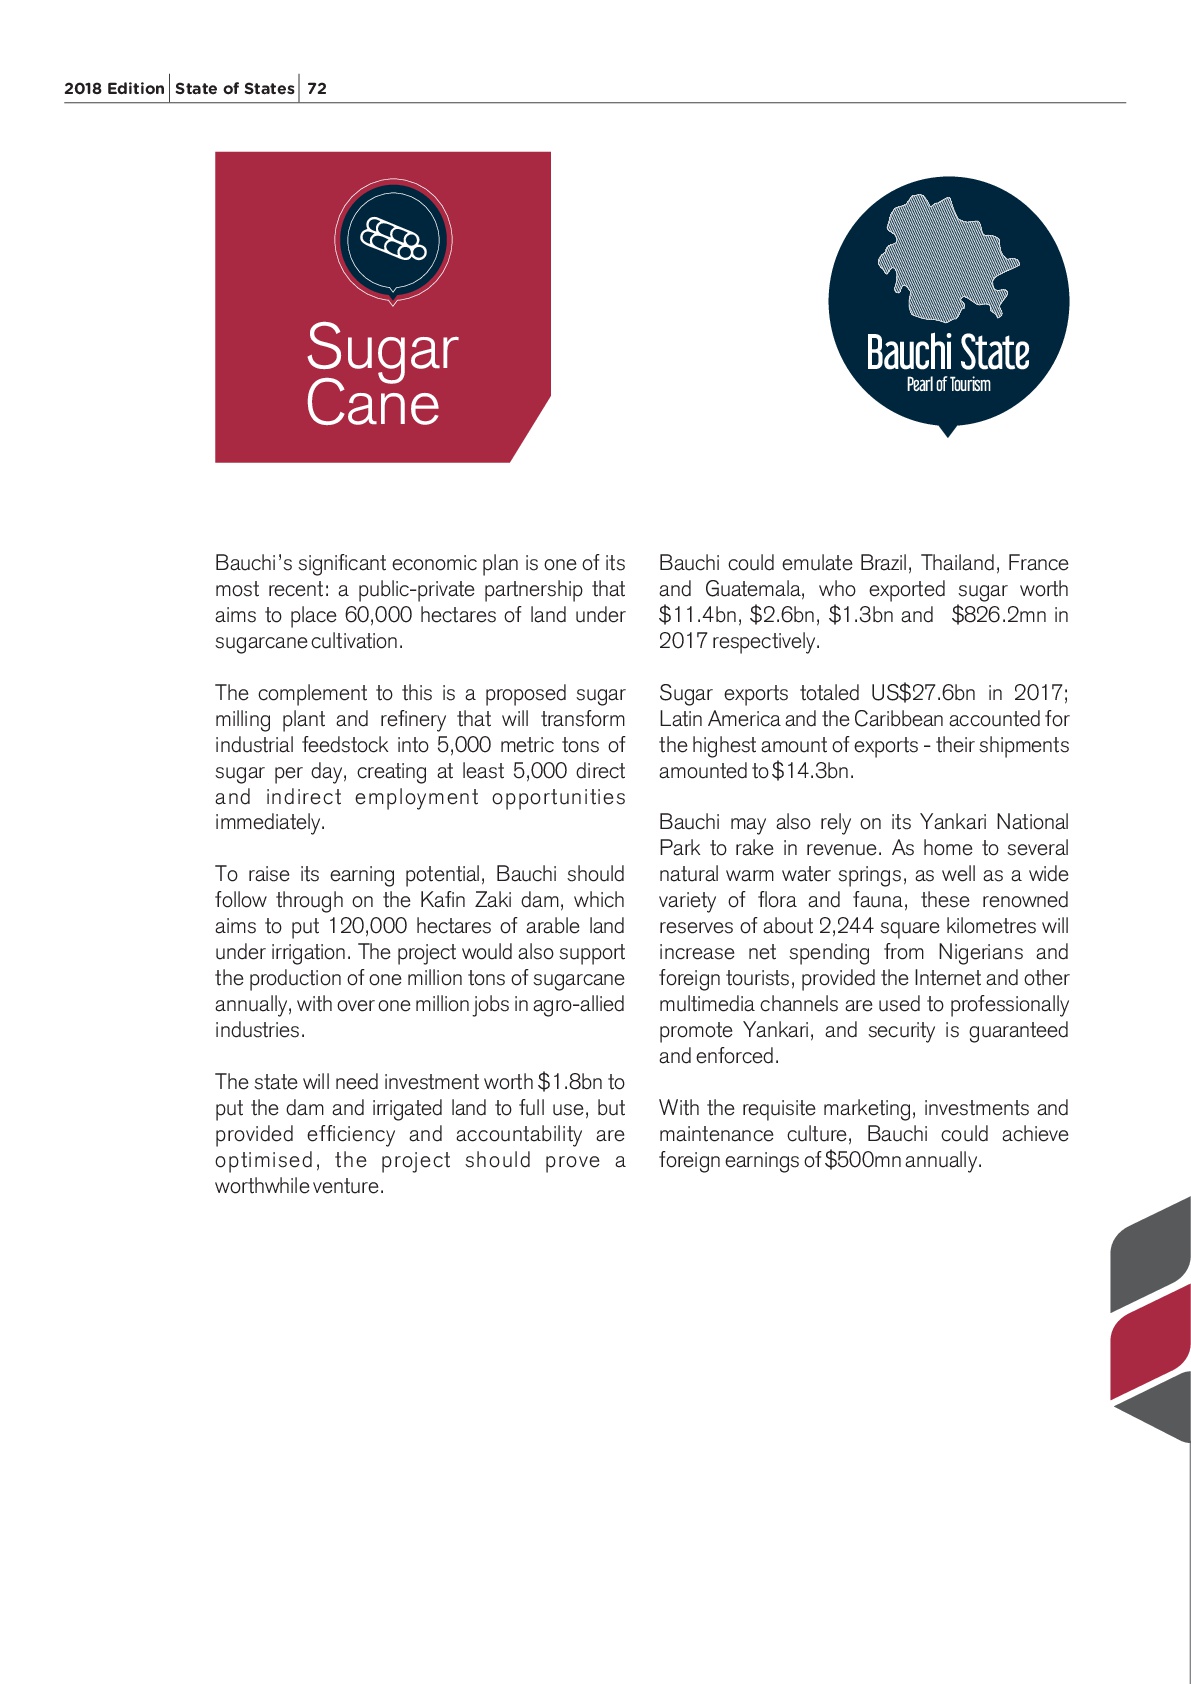 2018 Edition State of States 72
Sugar
Cane
Bauchi State
Pearl of Tourism
Bauchi's significant economic plan is one of its
most recent: a public-private partnership that
aims to place 60,000 hectares of land under
sugarcane cultivation.
The complement to this is a proposed sugar
milling plant and refinery that will transform
industrial feedstock into 5,000 metric tons of
sugar per day, creating at least 5,000 direct
and indirect employment opportunities
immediately.
To raise its earning potential, Bauchi should
follow through on the Kafin Zaki dam, which
aims to put 120,000 hectares of arable land
under irrigation. The project would also support
the production of one million tons of sugarcane
annually, with over one million jobs in agro-allied
industries.
The state will need investment worth $1.8bn to
put the dam and irrigated land to full use, but
provided efficiency and accountability are
optimised, the project should prove a
worthwhile venture.
Bauchi could emulate Brazil, Thailand, France
and Guatemala, who exported sugar worth
$11.4bn, $2.6bn, $1.3bn and $826.2mn in
2017 respectively.
Sugar exports totaled US$27.6bn in 2017;
Latin America and the Caribbean accounted for
the highest amount of exports - their shipments
amounted to $14.3bn.
Bauchi may also rely on its Yankari National
Park to rake in revenue. As home to several
natural warm water springs, as well as a wide
variety of flora and fauna, these renowned
reserves of about 2,244 square kilometres will
increase net spending from Nigerians and
foreign tourists, provided the Internet and other
multimedia channels are used to professionally
promote Yankari, and security is guaranteed
and enforced.
With the requisite marketing, investments and
maintenance culture, Bauchi could achieve
foreign earnings of $500mn annually.